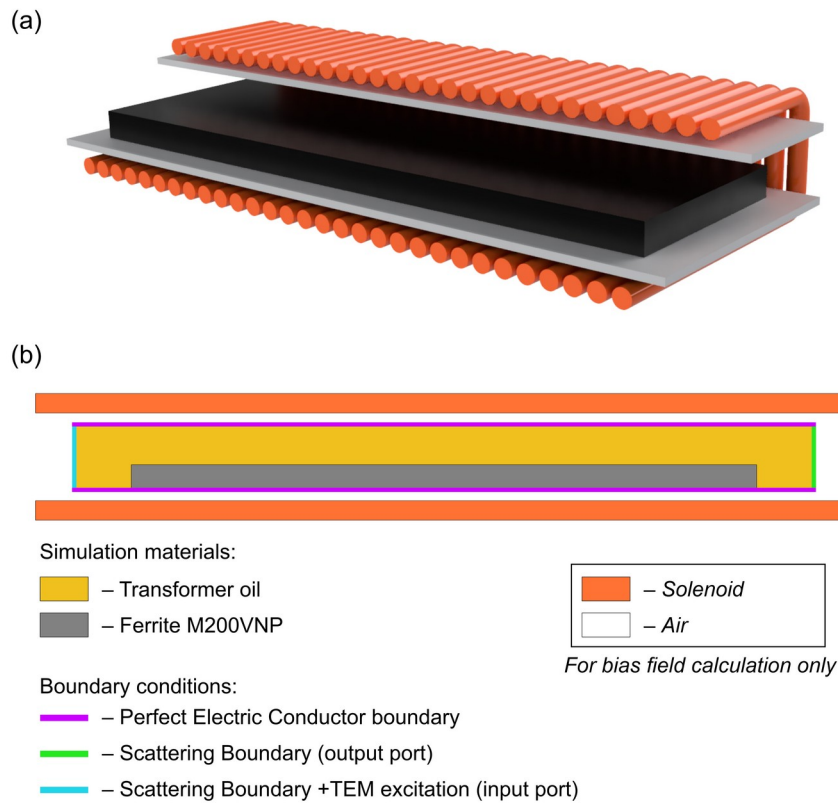 (a)
(b)
Simulation materials:
– Transformer oil
– Ferrite M200VNP
– Solenoid
– Air
For bias field calculation only
Boundary conditions:
– Perfect Electric Conductor boundary
– Scattering Boundary (output port)
– Scattering Boundary +TEM excitation (input port)